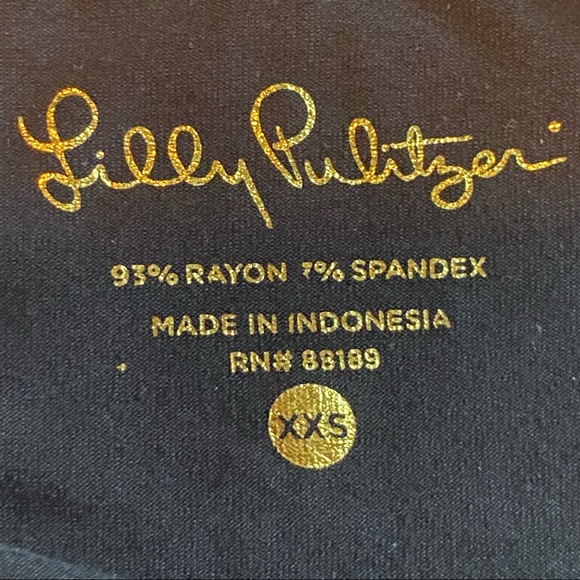 Lilly Pulitzer
93% RAYON 7% SPANDEX
MADE IN INDONESIA
RN# 88189
XXS